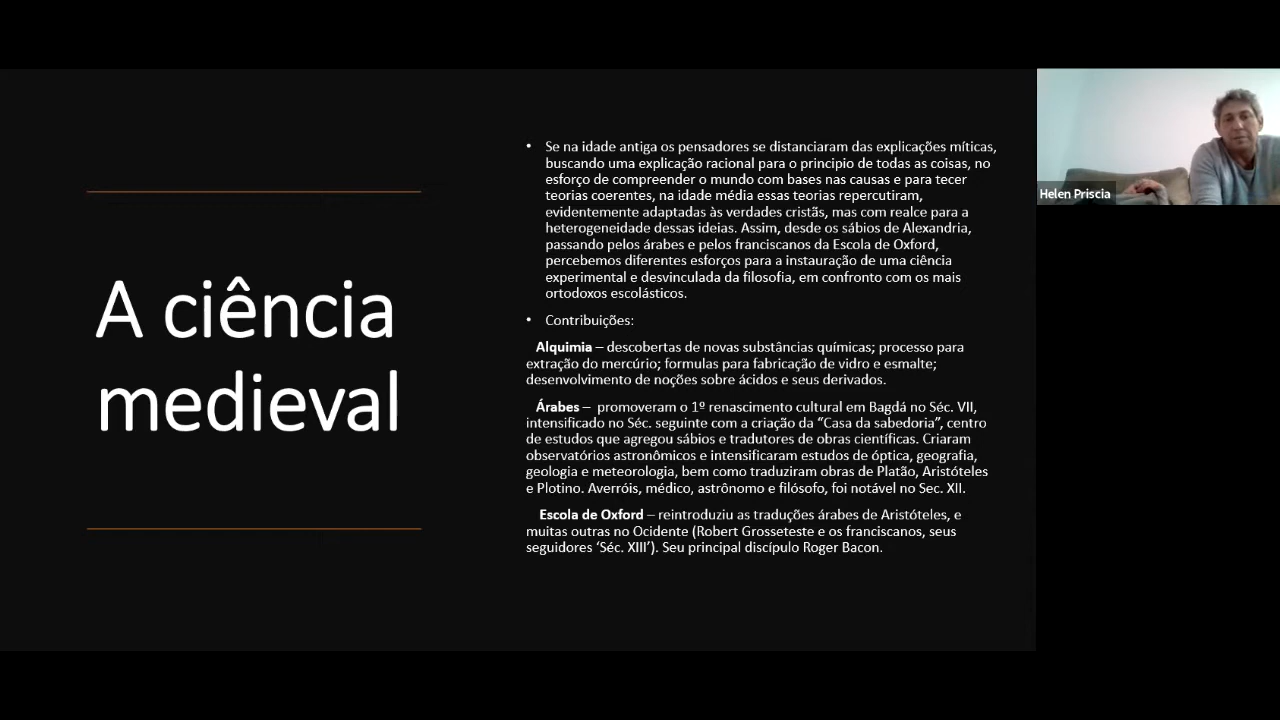 A ciência
medieval
• Se na idade antiga os pensadores se distanciaram das explicações míticas,
buscando uma explicação racional para o principio de todas as coisas, no
esforço de compreender o mundo com bases nas causas e para tecer
teorias coerentes, na idade média essas teorias repercutiram,
evidentemente adaptadas às verdades cristãs, mas com realce para a
heterogeneidade dessas ideias. Assim, desde os sábios de Alexandria,
passando pelos árabes e pelos franciscanos da Escola de Oxford,
percebemos diferentes esforços para a instauração de uma ciência
experimental e desvinculada da filosofia, em confronto com os mais
ortodoxos escolásticos.
• Contribuições:
Alquimia – descobertas de novas substâncias químicas; processo para
extração do mercúrio; formulas para fabricação de vidro e esmalte;
desenvolvimento de noções sobre ácidos e seus derivados.
Árabes – promoveram o 1º renascimento cultural em Bagdá no Séc. VII,
intensificado no Séc. seguinte com a criação da “Casa da sabedoria”, centro
de estudos que agregou sábios e tradutores de obras científicas. Criaram
observatórios astronômicos e intensificaram estudos de óptica, geografia,
geologia e meteorologia, bem como traduziram obras de Platão, Aristóteles
e Plotino. Averróis, médico, astrônomo e filósofo, foi notável no Sec. XII.
Escola de Oxford – reintroduziu as traduções árabes de Aristóteles, e
muitas outras no Ocidente (Robert Grosseteste e os franciscanos, seus
seguidores ‘Séc. XIII’). Seu principal discípulo Roger Bacon.
Helen Priscia